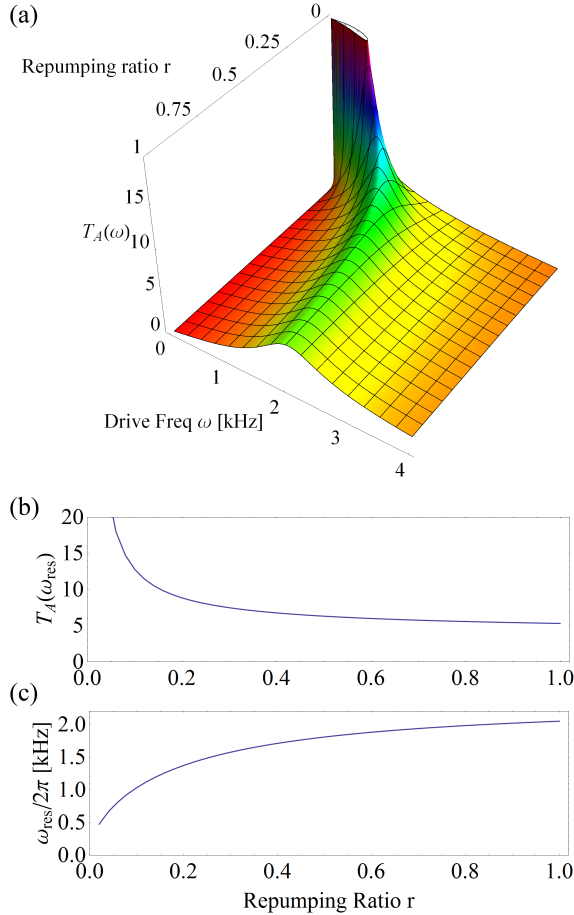 (a)
0
0.25
Repumping ratio r
0.5
0.75
1
15
T_A(ω)
10
5
0
0
1
2
Drive Freq ω [kHz]
3
4
(b)
20
15
10
5
0
T_A(ω_res)
0.0 0.2 0.4 0.6 0.8 1.0
(c)
2.0
1.5
1.0
0.5
0.0
ω_res/2π [kHz]
0.0 0.2 0.4 0.6 0.8 1.0
Repumping Ratio r